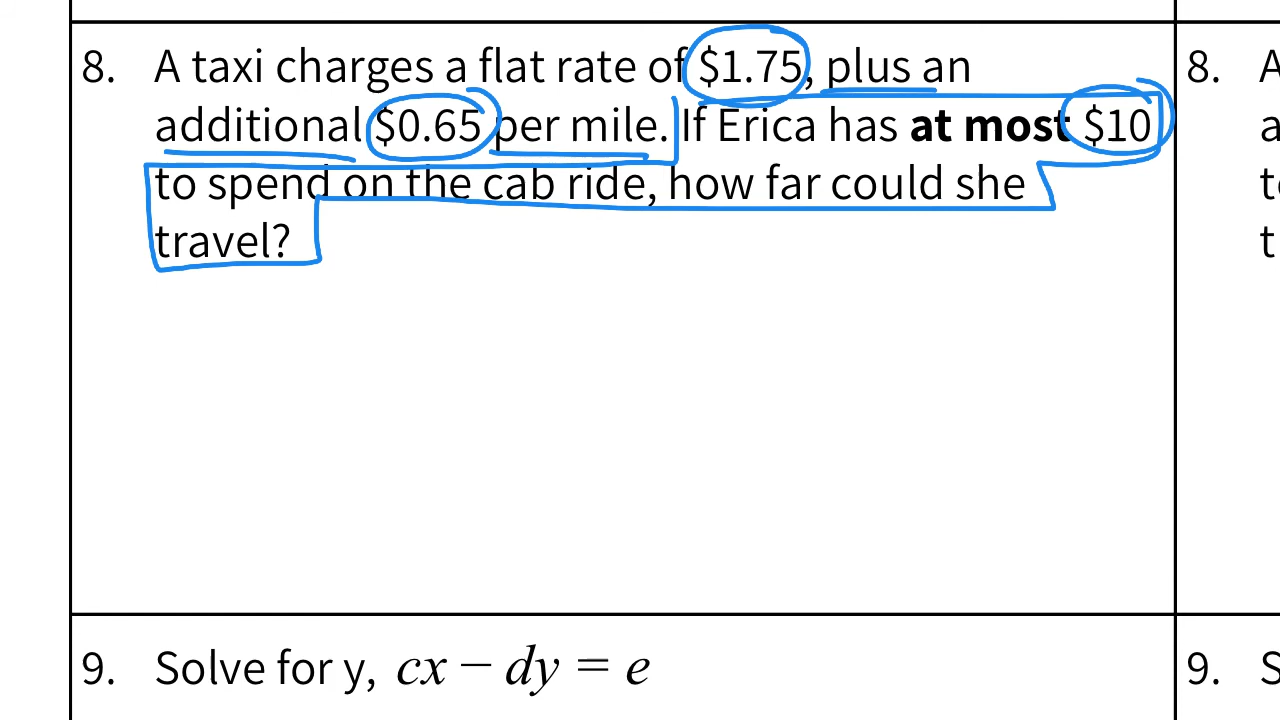 8. A taxi charges a flat rate of $1.75, plus an
additional $0.65 per mile. If Erica has at most $10
to spend on the cab ride, how far could she
travel?
9. Solve for y, cx − dy = e
8. A
a
t
9. S